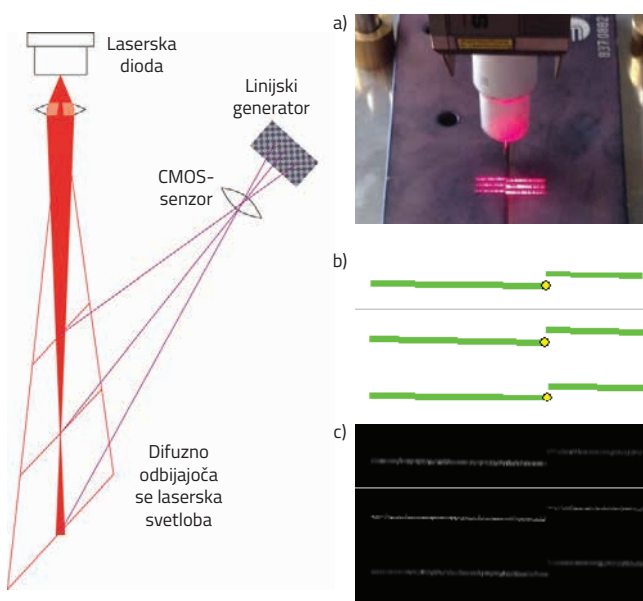 Laserska
dioda
Linijski
generator
CMOS-
senzor
Difuzno
odbijajoča
se laserska
svetloba
a)
b)
c)